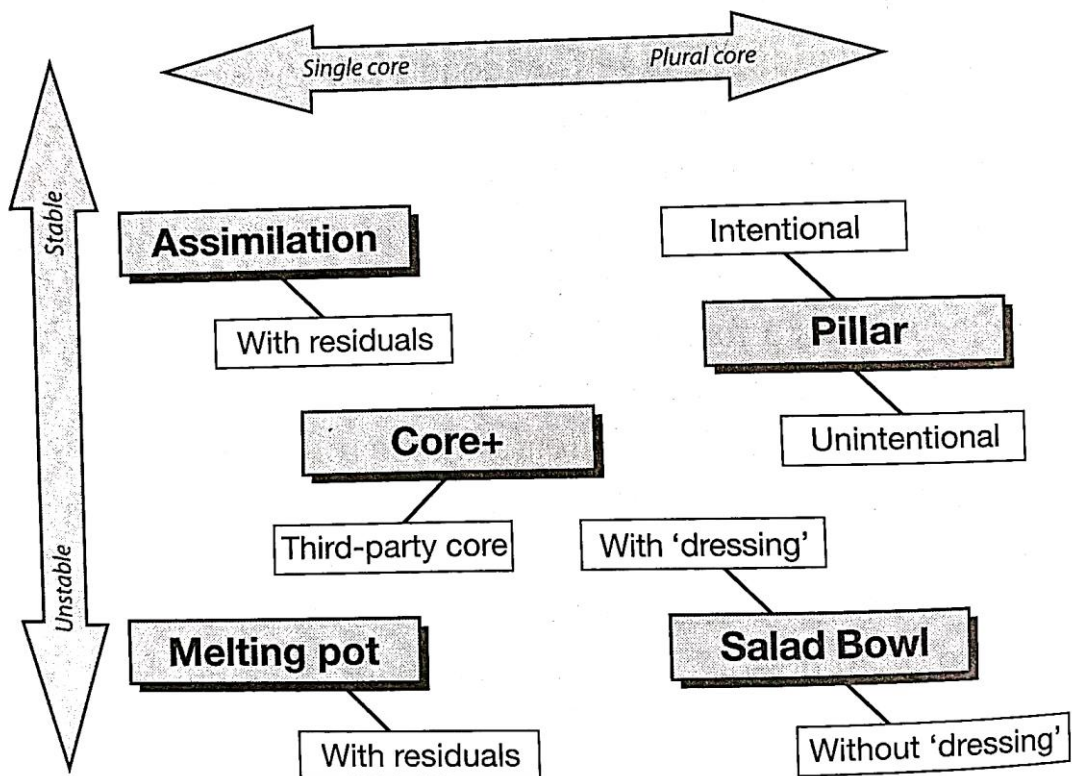 Single core
Plural core
Stable
Unstable
Assimilation
With residuals
Intentional
Pillar
Unintentional
Core+
Third-party core
With ‘dressing’
Melting pot
With residuals
Salad Bowl
Without ‘dressing’